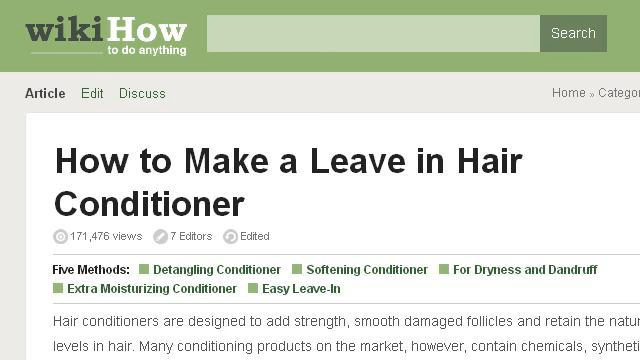 wikiHow
to do anything
Search
Article Edit Discuss Home »
How to Make a Leave in Hair
Conditioner
171,476 views 7 Editors Edited
Five Methods: Detangling Conditioner Softening Conditioner For Dryness and Dandruff
Extra Moisturizing Conditioner Easy Leave-In
Hair conditioners are designed to add strength, smooth damaged follicles and retain the
levels in hair. Many conditioning products on the market, however, contain chemicals,